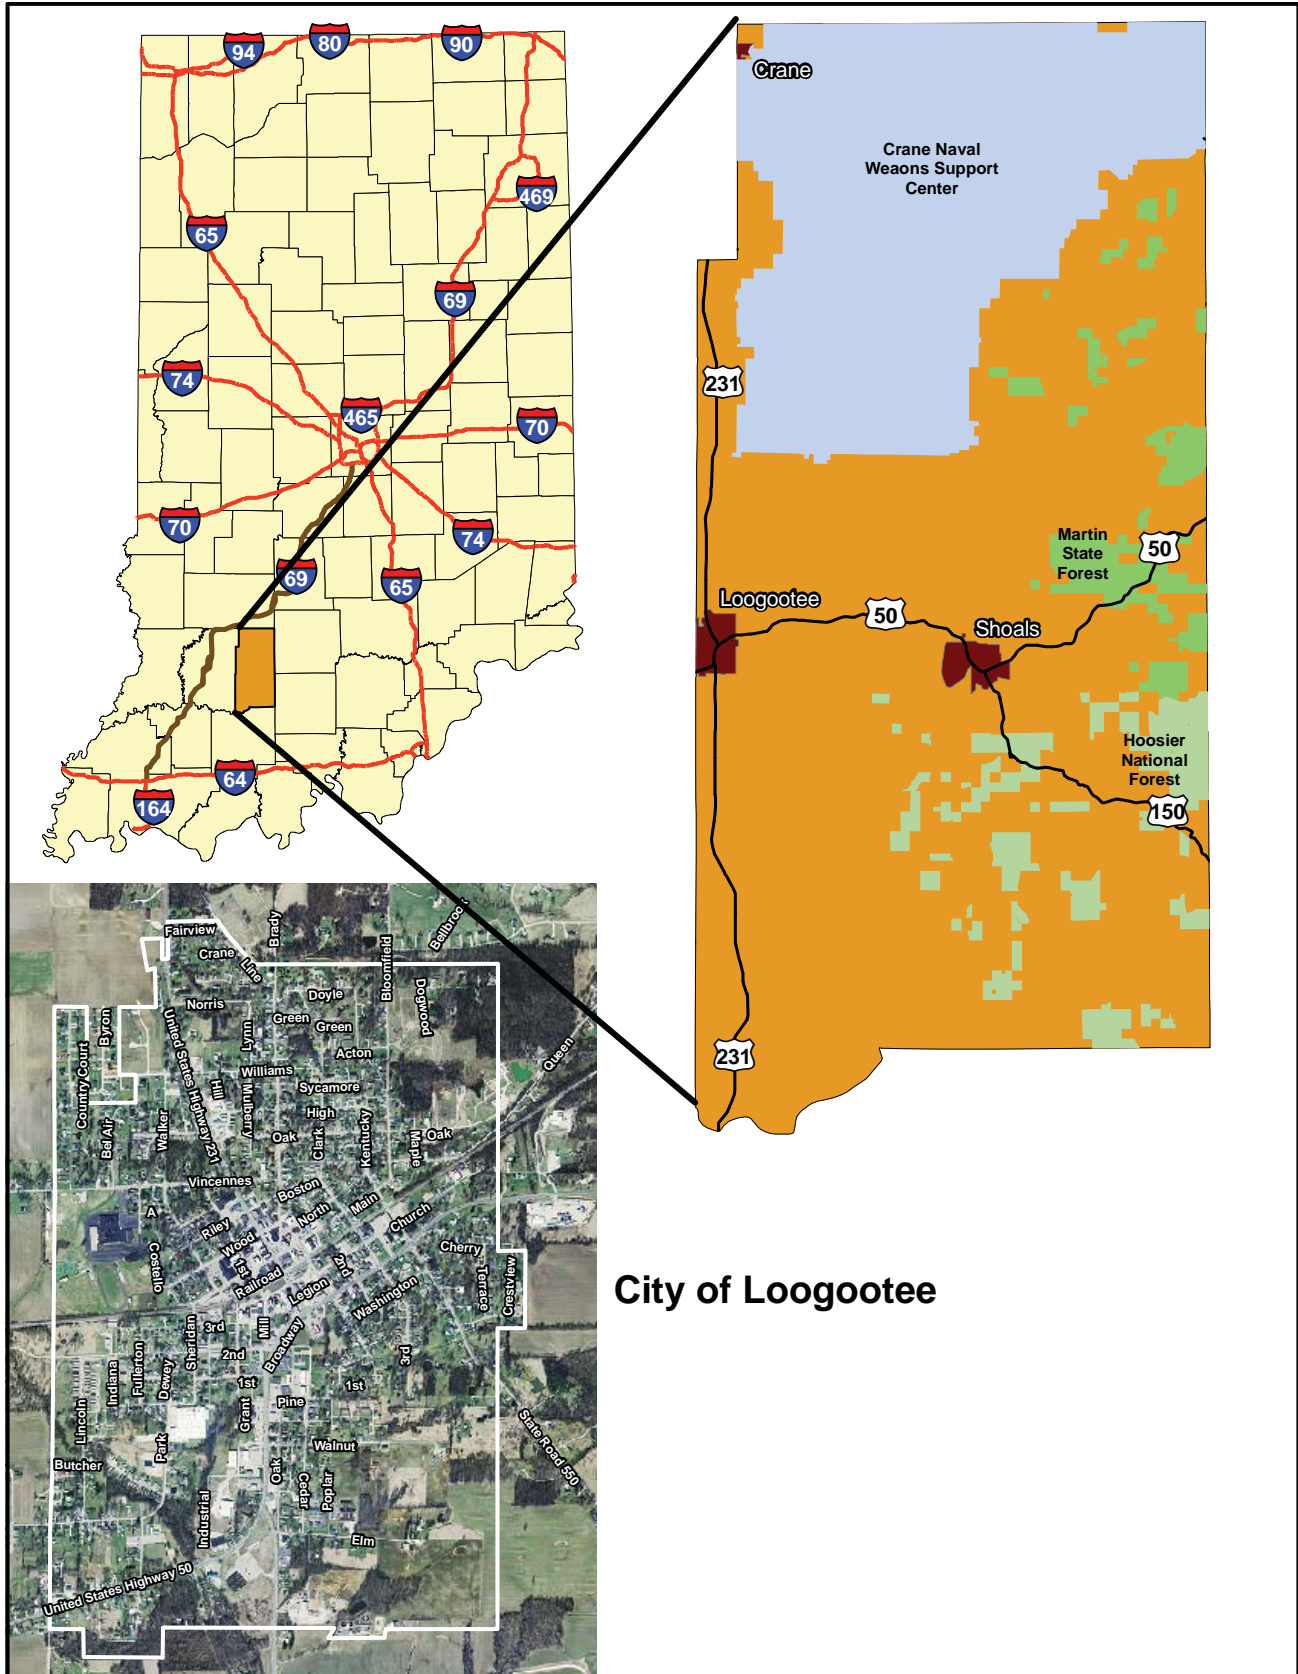 94
80
90
469
65
69
74
465
70
70
74
69
65
64
164
Crane
Crane Naval
Weaons Support
Center
231
Martin
State
Forest
50
Loogootee
50
Shoals
Hoosier
National
Forest
150
231
Fairview
Brady
Bellbrook
Crane
Line
Bloomfield
Norris
Doyle
Dogwood
Byron
United States Highway 231
Lynn
Green
Green
Country Court
Acton
Queen
Williams
Hill
Mulberry
Sycamore
High
Bel Air
Walker
Oak
Clark
Kentucky
Maple
Oak
Vincennes
Boston
A
Riley
North
Main
Church
Wood
Costello
1st
Railroad
2nd
Cherry
Terrace
Crestview
Legion
Washington
Sheridan
3rd
Mill
Broadway
2nd
3rd
Indiana
Fullerton
Dewey
1st
1st
Lincoln
Grant
Pine
Park
Walnut
State Road 550
Butcher
Oak
Cedar
Poplar
Industrial
Elm
United States Highway 50
City of Loogootee